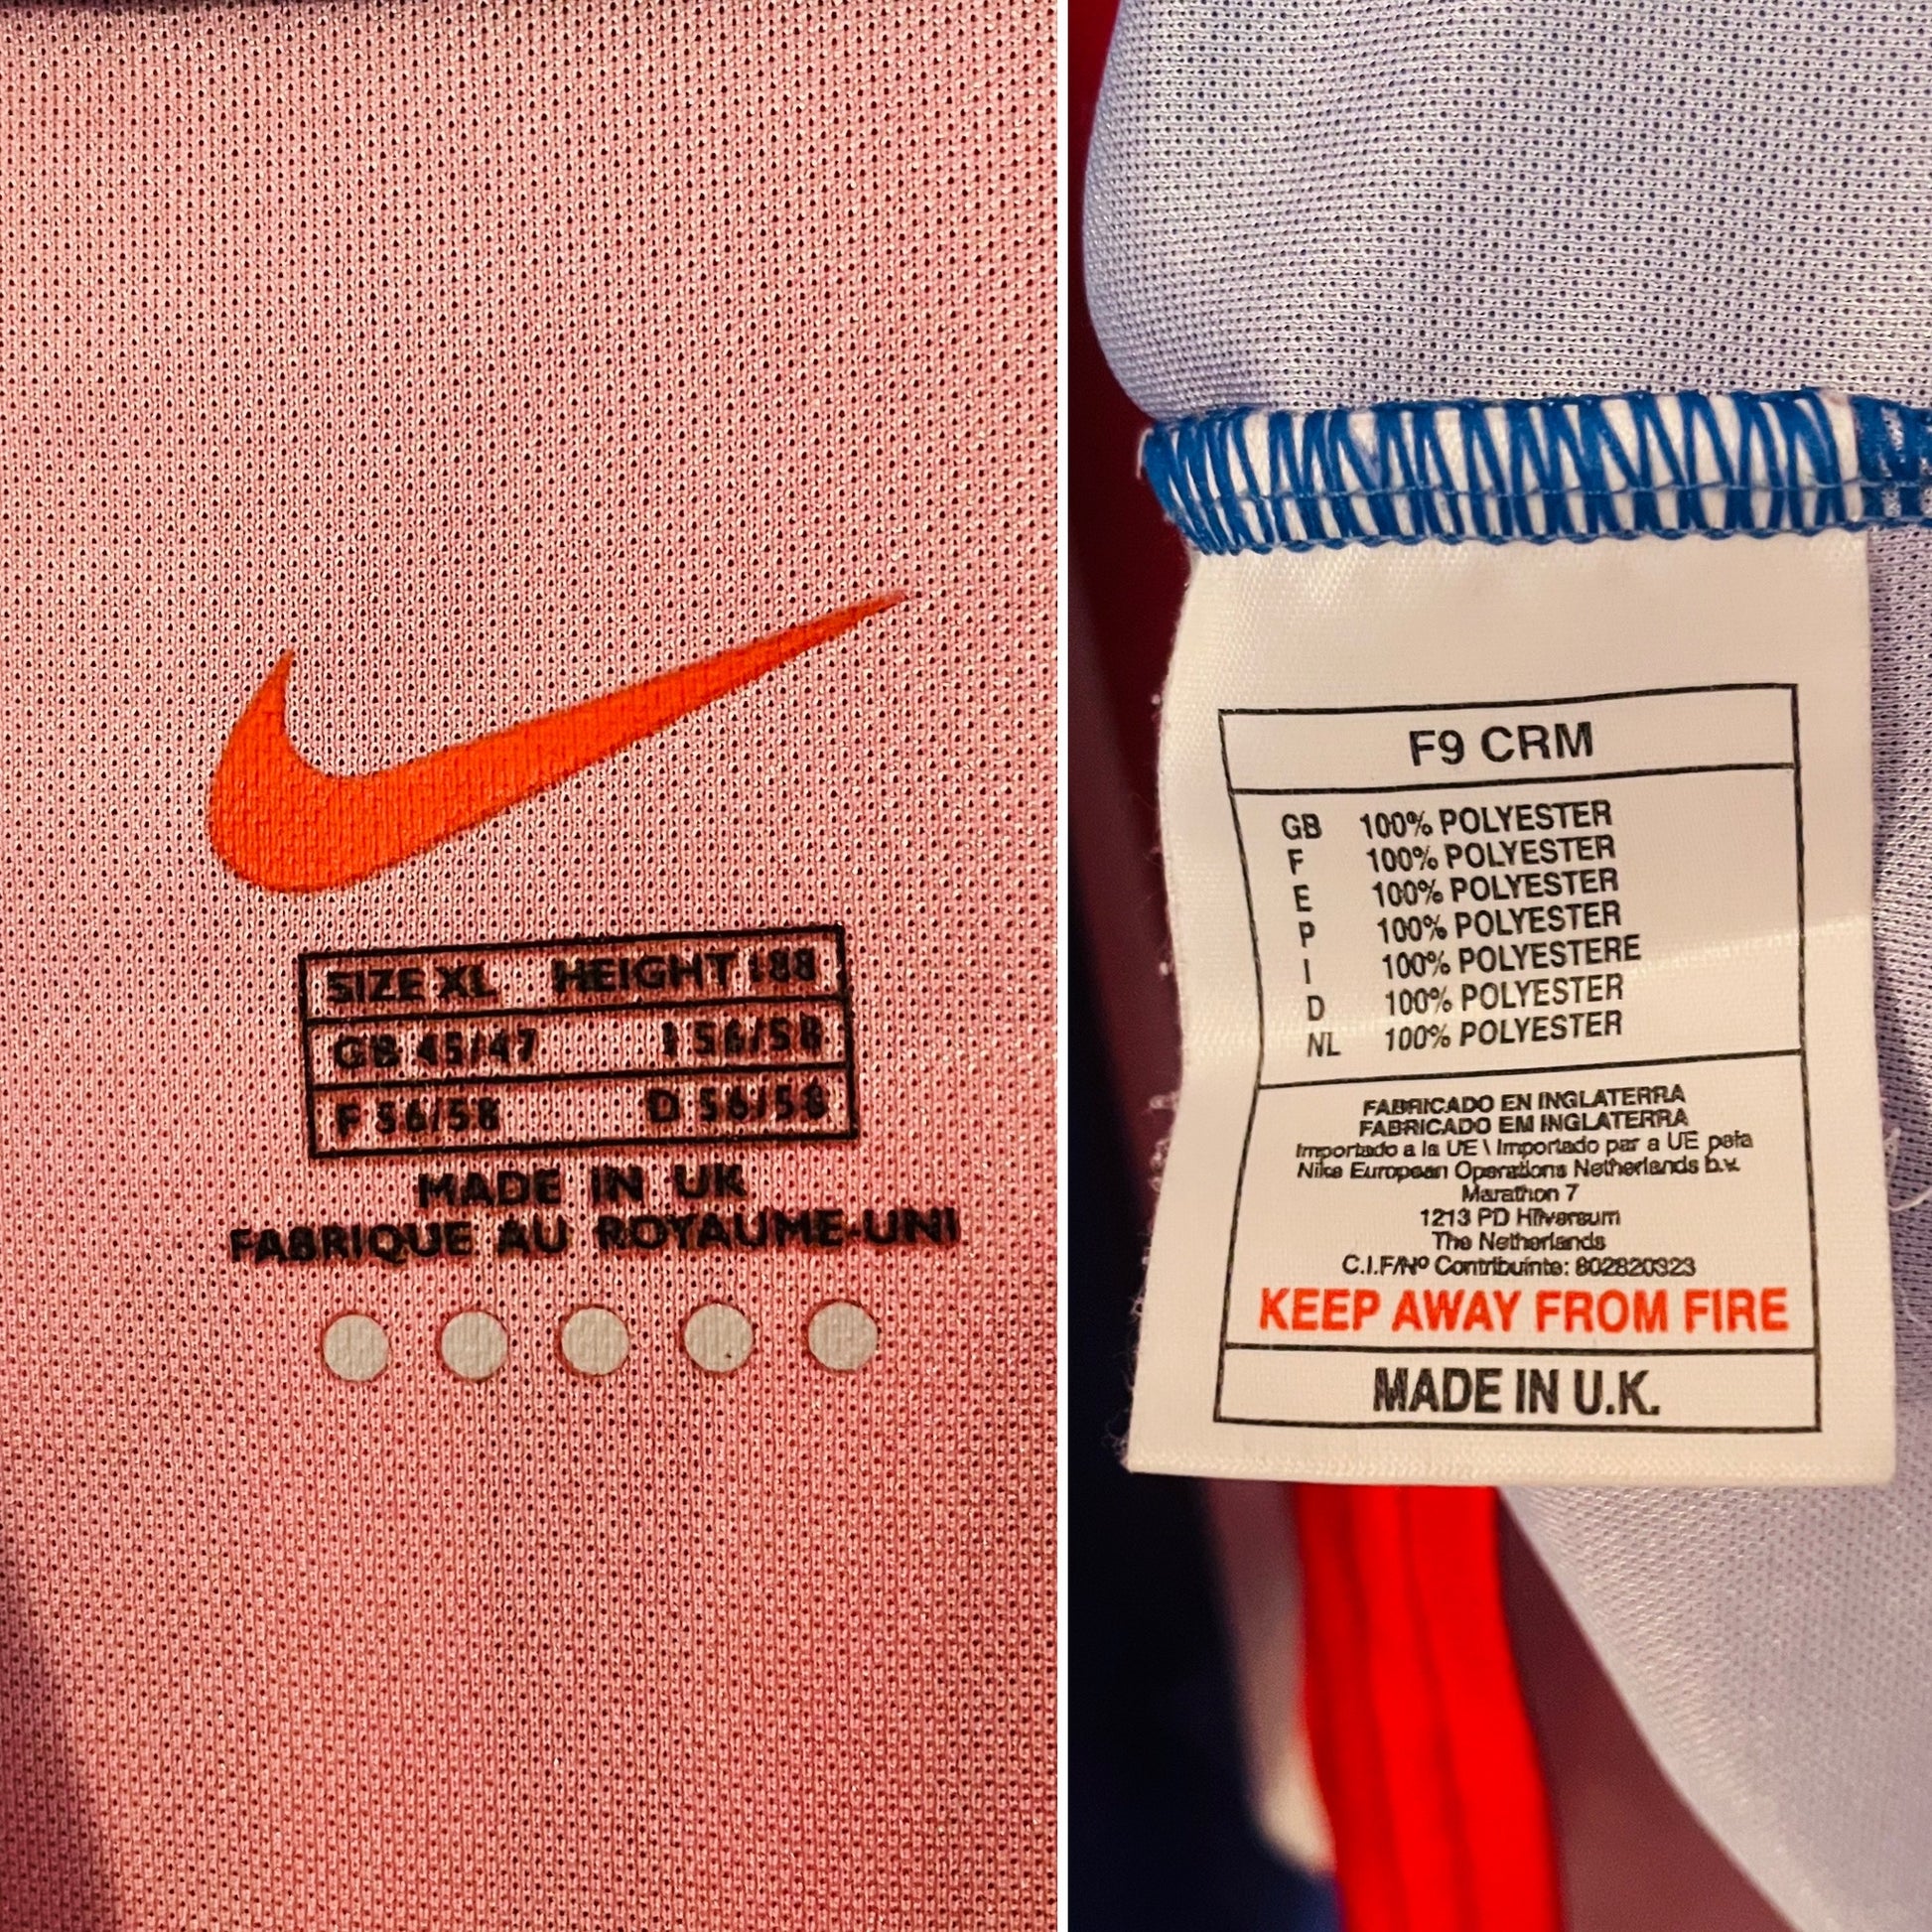 SIZE XL HEIGHT 188
GB 45/47 I 56/58
F 56/58 D 56/58
MADE IN UK
FABRIQUE AU ROYAUME-UNI
F9 CRM
GB 100% POLYESTER
F 100% POLYESTER
E 100% POLYESTER
P 100% POLYESTER
I 100% POLYESTERE
D 100% POLYESTER
NL 100% POLYESTER
FABRICADO EN INGLATERRA
FABRICADO EM INGLATERRA
Importado a la UE \ Importado par a UE pela
Nike European Operations Netherlands b.v.
Marathon 7
1213 PD Hilversum
The Netherlands
C.I.F/Nº Contribuinte: 802820323
KEEP AWAY FROM FIRE
MADE IN U.K.